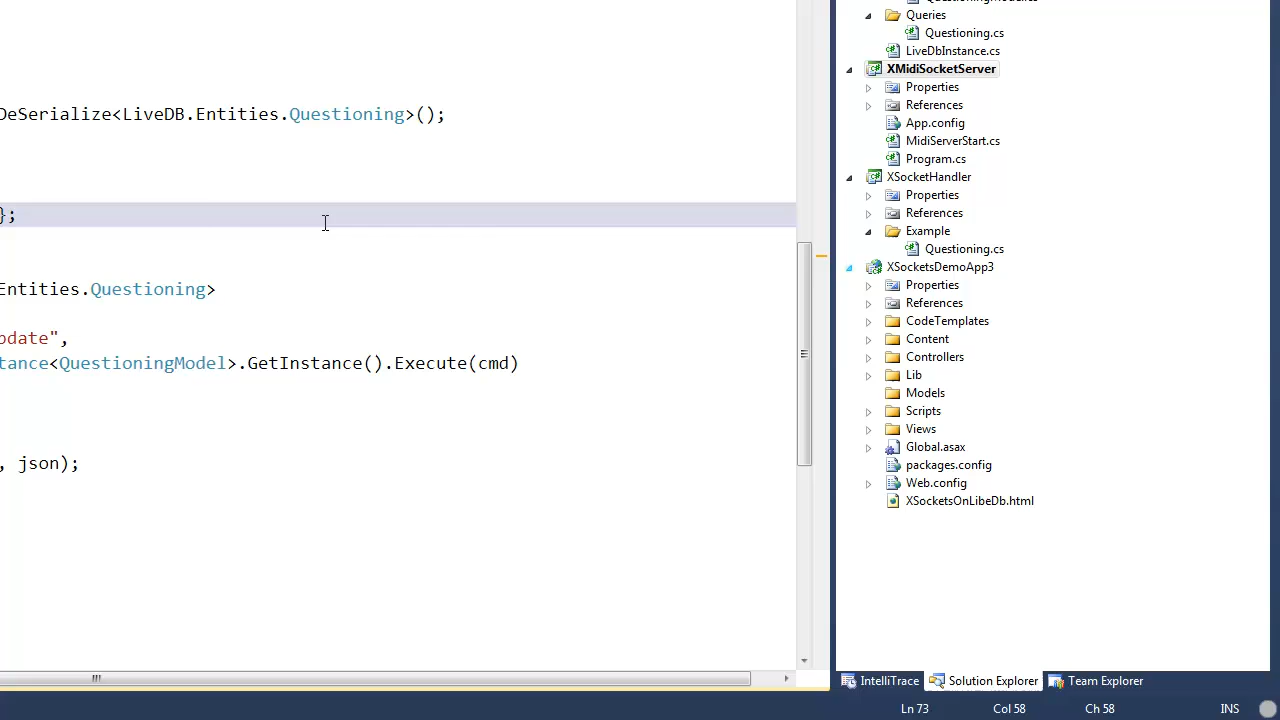 DeSerialize<LiveDB.Entities.Questioning>();
};
Entities.Questioning>
pdate",
tance<QuestioningModel>.GetInstance().Execute(cmd)
, json);
Queries
Questioning.cs
LiveDbInstance.cs
XMidiSocketServer
Properties
References
App.config
MidiServerStart.cs
Program.cs
XSocketHandler
Properties
References
Example
Questioning.cs
XSocketsDemoApp3
Properties
References
CodeTemplates
Content
Controllers
Lib
Models
Scripts
Views
Global.asax
packages.config
Web.config
XSocketsOnLibeDb.html
IntelliTrace Solution Explorer Team Explorer
Ln 73 Col 58 Ch 58 INS